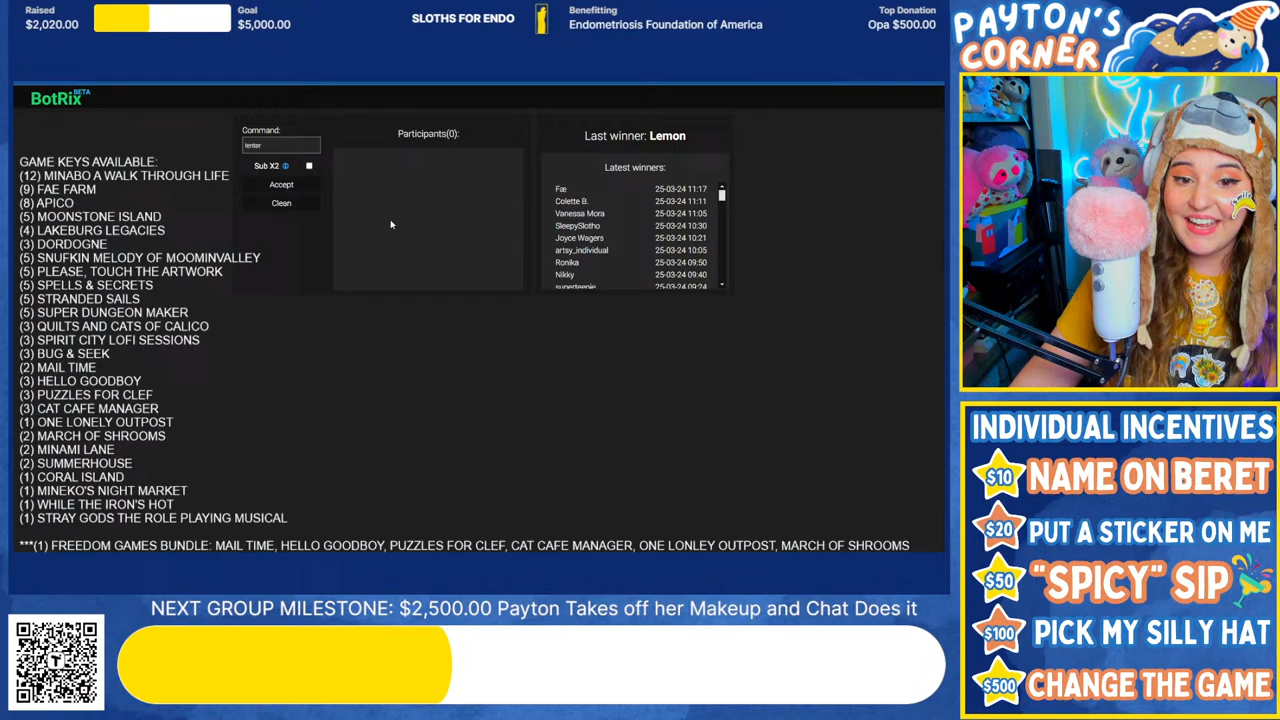 Raised
$2,020.00
Goal
$5,000.00
SLOTHS FOR ENDO
Benefitting
Endometriosis Foundation of America
Top Donation
Opa $500.00
PAYTON'S
CORNER
BotRix BETA
Command:
!enter
Sub X2
Accept
Clean
Participants(0):
Last winner: Lemon
Latest winners:
Fæ 25-03-24 11:17
Colette B. 25-03-24 11:11
Vanessa Mora 25-03-24 11:05
SleepySlotho 25-03-24 10:30
Joyce Wagers 25-03-24 10:21
artsy_individual 25-03-24 10:05
Ronika 25-03-24 09:50
Nikky 25-03-24 09:40
superteenie 25-03-24 09:24
GAME KEYS AVAILABLE:
(12) MINABO A WALK THROUGH LIFE
(9) FAE FARM
(8) APICO
(5) MOONSTONE ISLAND
(4) LAKEBURG LEGACIES
(3) DORDOGNE
(5) SNUFKIN MELODY OF MOOMINVALLEY
(5) PLEASE, TOUCH THE ARTWORK
(5) SPELLS & SECRETS
(5) STRANDED SAILS
(5) SUPER DUNGEON MAKER
(3) QUILTS AND CATS OF CALICO
(3) SPIRIT CITY LOFI SESSIONS
(3) BUG & SEEK
(2) MAIL TIME
(3) HELLO GOODBOY
(3) PUZZLES FOR CLEF
(3) CAT CAFE MANAGER
(1) ONE LONELY OUTPOST
(2) MARCH OF SHROOMS
(2) MINAMI LANE
(2) SUMMERHOUSE
(1) CORAL ISLAND
(1) MINEKO'S NIGHT MARKET
(1) WHILE THE IRON'S HOT
(1) STRAY GODS THE ROLE PLAYING MUSICAL
***(1) FREEDOM GAMES BUNDLE: MAIL TIME, HELLO GOODBOY, PUZZLES FOR CLEF, CAT CAFE MANAGER, ONE LONLEY OUTPOST, MARCH OF SHROOMS
INDIVIDUAL INCENTIVES
$10 NAME ON BERET
$20 PUT A STICKER ON ME
$50 "SPICY" SIP
$100 PICK MY SILLY HAT
$500 CHANGE THE GAME
NEXT GROUP MILESTONE: $2,500.00 Payton Takes off her Makeup and Chat Does it